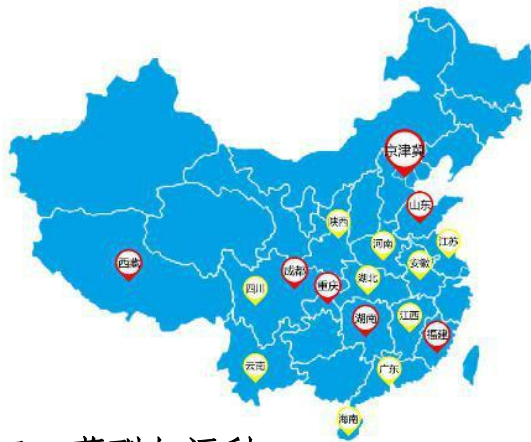 京津冀
山东
陕西
河南
江苏
安徽
西藏
成都
四川
重庆
湖北
湖南
江西
福建
云南
广东
海南